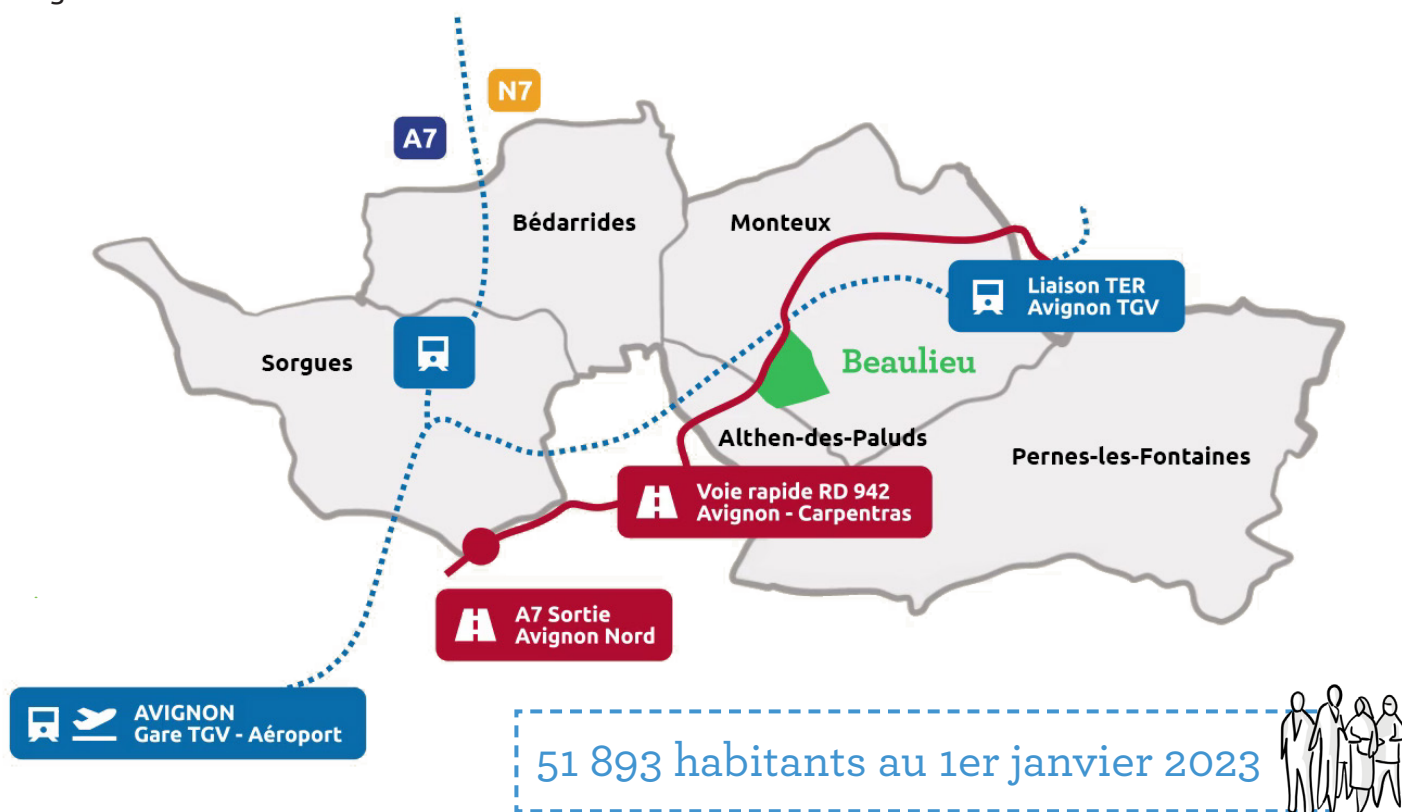 N7
A7
Bédarrides
Monteux
Liaison TER
Avignon TGV
Sorgues
Beaulieu
Althen-des-Paluds
Pernes-les-Fontaines
Voie rapide RD 942
Avignon - Carpentras
A7 Sortie
Avignon Nord
AVIGNON
Gare TGV - Aéroport
51 893 habitants au 1er janvier 2023